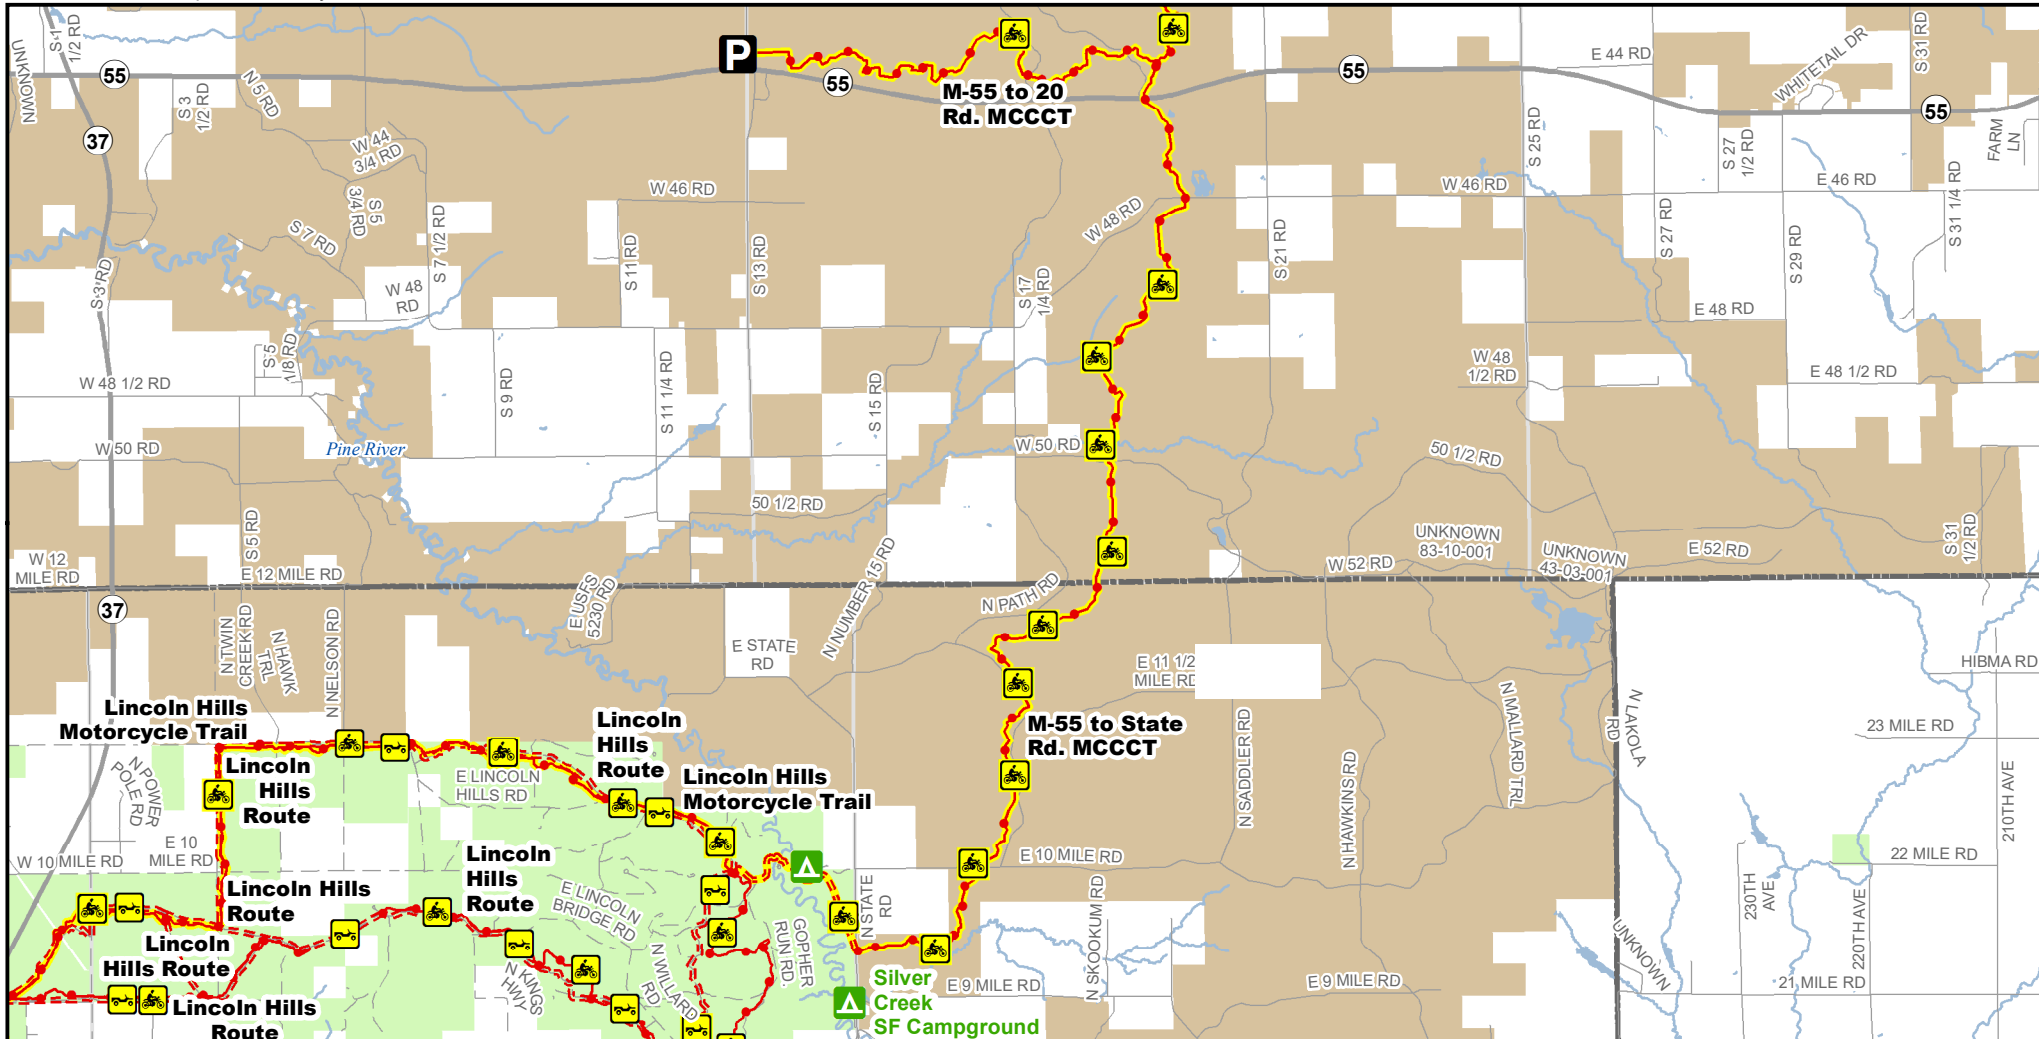 UNKNOWN
S 1
1/2 RD
55
S 3
1/2 RD
N 5 RD
37
W 44
3/4 RD
S 5
3/4 RD
S 7 RD
S 7 1/2 RD
W 48
RD
S 3 RD
S 5
1/8 RD
W 48 1/2 RD
W 50 RD
Pine River
W 12
MILE RD
S 5 RD
E 12 MILE RD
P
55
M-55 to 20
Rd. MCCCT
W 46 RD
S 11 RD
S 13 RD
W 48 RD
S 17
1/4 RD
S 9 RD
S 11 1/4 RD
S 15 RD
W 50 RD
50 1/2 RD
55
E 44 RD
WHITETAIL DR
S 31 RD
55
S 25 RD
S 27
1/2 RD
FARM
LN
W 46 RD
E 46 RD
S 21 RD
S 27 RD
S 29 RD
S 31 1/4 RD
E 48 RD
W 48
1/2 RD
E 48 1/2 RD
50 1/2 RD
UNKNOWN
83-10-001
UNKNOWN
43-03-001
E 52 RD
S 31
1/2 RD
W 52 RD
37
N TWIN
CREEK RD
N HAWK
TRL
N NELSON RD
E USFS
5230 RD
E STATE
RD
N NUMBER 15 RD
N PATH RD
E 11 1/2
MILE RD
M-55 to State
Rd. MCCCT
N SADDLER RD
N HAWKINS RD
N MALLARD TRL
N LAKOLA
RD
HIBMA RD
23 MILE RD
210TH AVE
22 MILE RD
230TH
AVE
220TH AVE
21 MILE RD
UNKNOWN
Lincoln Hills
Motorcycle Trail
Lincoln
Hills
Route
N POWER
POLE RD
E LINCOLN
HILLS RD
Lincoln
Hills
Route
Lincoln Hills
Motorcycle Trail
W 10 MILE RD
E 10
MILE RD
Lincoln Hills
Route
Lincoln
Hills
Route
E LINCOLN
BRIDGE RD
Lincoln
Hills Route
Lincoln Hills
Route
N KINGS
HWY
N WILLARD
RD
GOPHER
RUN RD.
N STATE
RD
E 10 MILE RD
N SKOOKUM RD
E 9 MILE RD
E 9 MILE RD
Silver
Creek
SF Campground